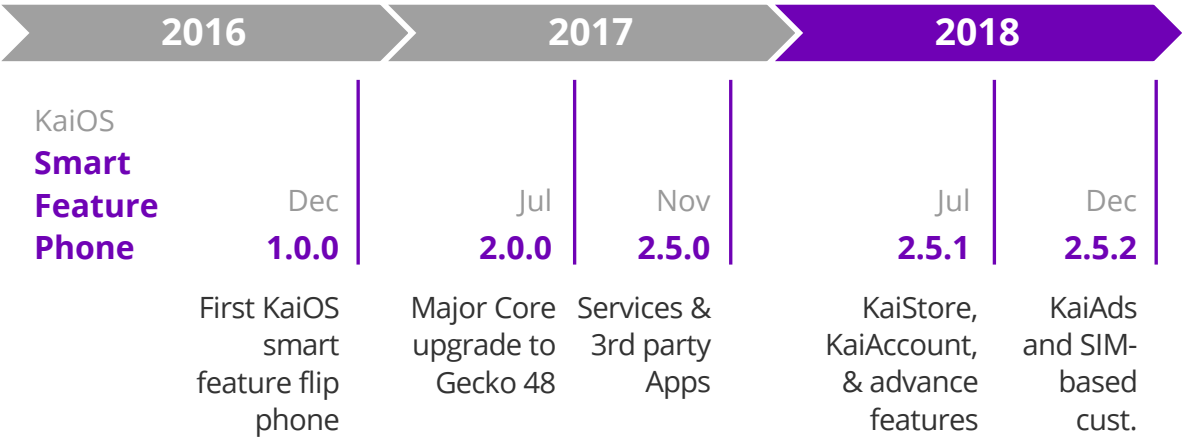 2016
2017
2018
KaiOS
Smart
Feature
Phone
Dec
1.0.0
First KaiOS
smart
feature flip
phone
Jul
2.0.0
Major Core
upgrade to
Gecko 48
Nov
2.5.0
Services &
3rd party
Apps
Jul
2.5.1
KaiStore,
KaiAccount,
& advance
features
Dec
2.5.2
KaiAds
and SIM-
based
cust.